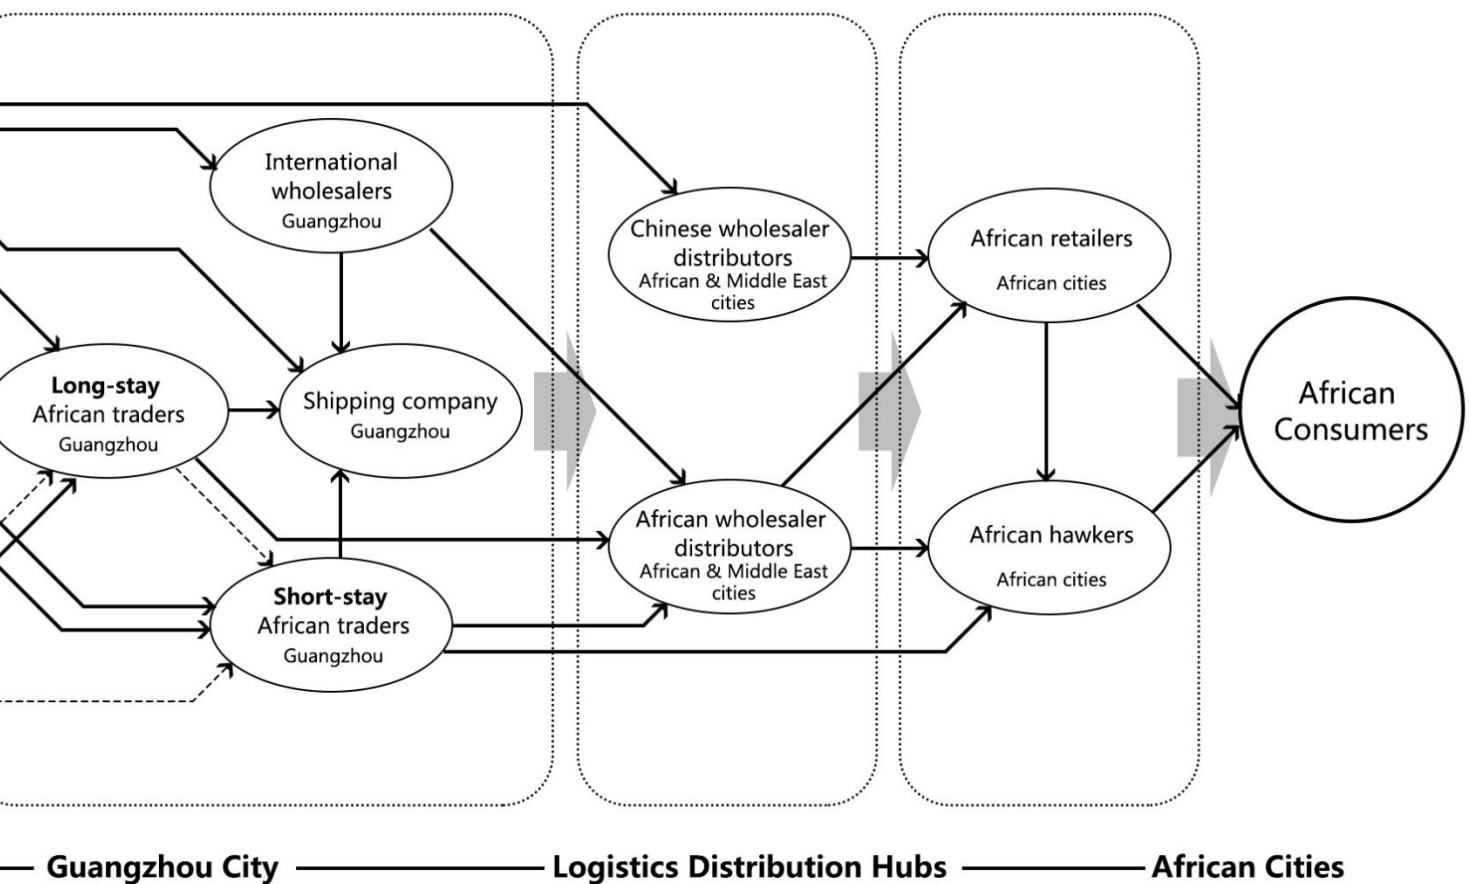 International
wholesalers
Guangzhou
Long-stay
African traders
Guangzhou
Shipping company
Guangzhou
Short-stay
African traders
Guangzhou
Chinese wholesaler
distributors
African & Middle East
cities
African wholesaler
distributors
African & Middle East
cities
African retailers
African cities
African hawkers
African cities
African
Consumers
Guangzhou City
Logistics Distribution Hubs
African Cities